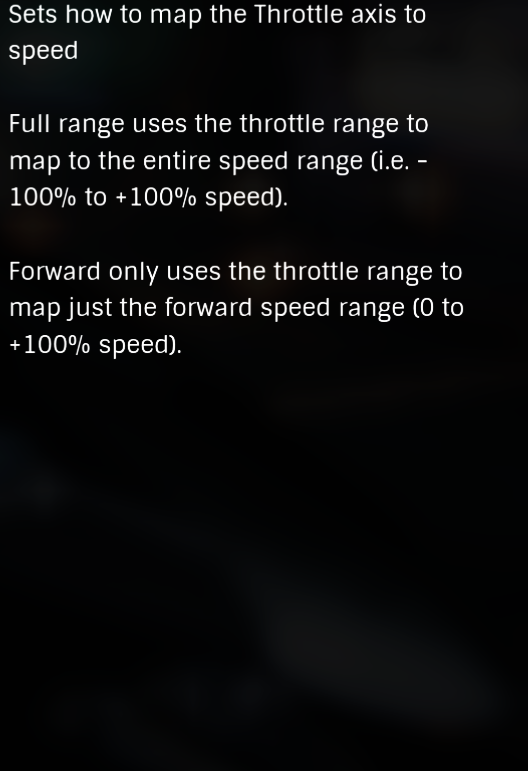 Sets how to map the Throttle axis to
speed
Full range uses the throttle range to
map to the entire speed range (i.e. -
100% to +100% speed).
Forward only uses the throttle range to
map just the forward speed range (0 to
+100% speed).